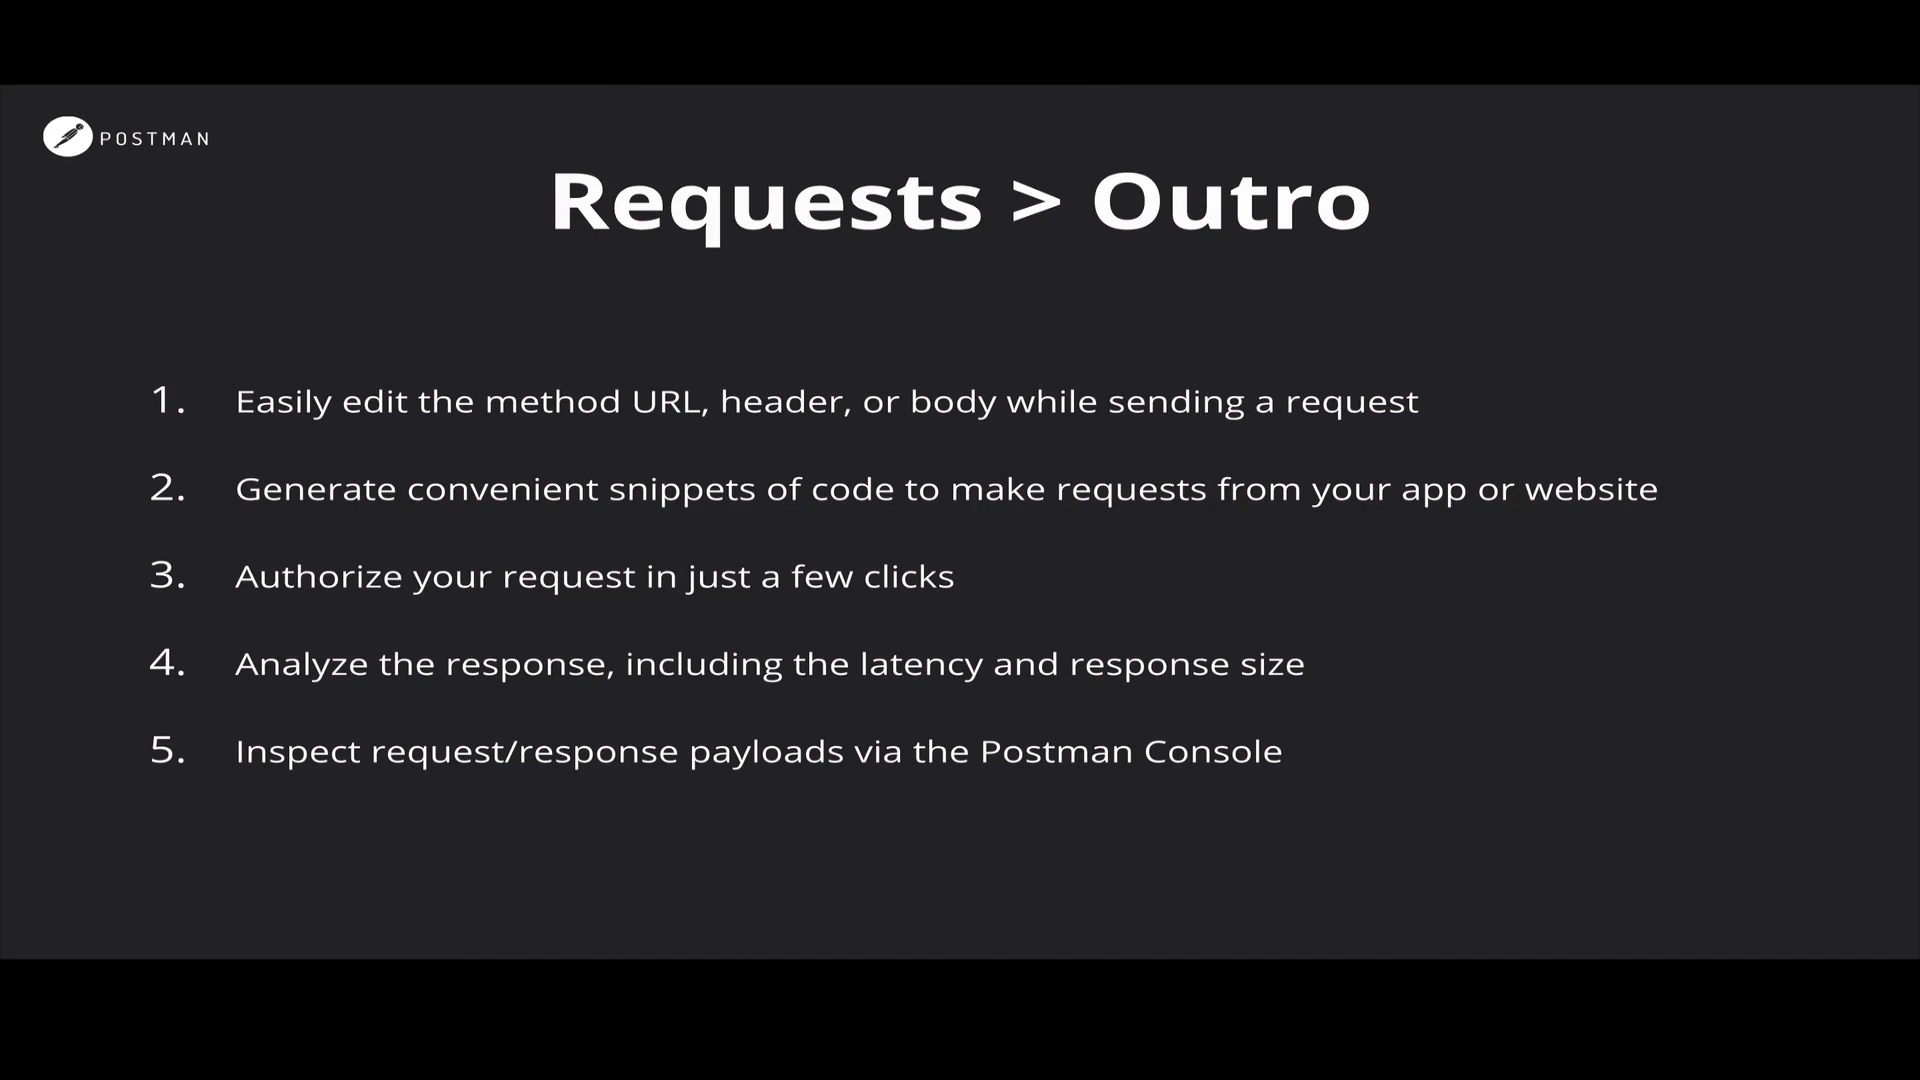 POSTMAN
Requests > Outro
1. Easily edit the method URL, header, or body while sending a request
2. Generate convenient snippets of code to make requests from your app or website
3. Authorize your request in just a few clicks
4. Analyze the response, including the latency and response size
5. Inspect request/response payloads via the Postman Console